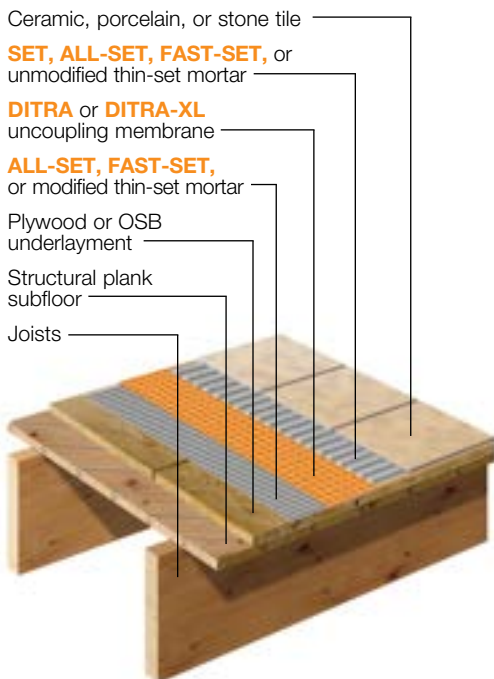 Ceramic, porcelain, or stone tile
SET, ALL-SET, FAST-SET, or
unmodified thin-set mortar
DITRA or DITRA-XL
uncoupling membrane
ALL-SET, FAST-SET,
or modified thin-set mortar
Plywood or OSB
underlayment
Structural plank
subfloor
Joists